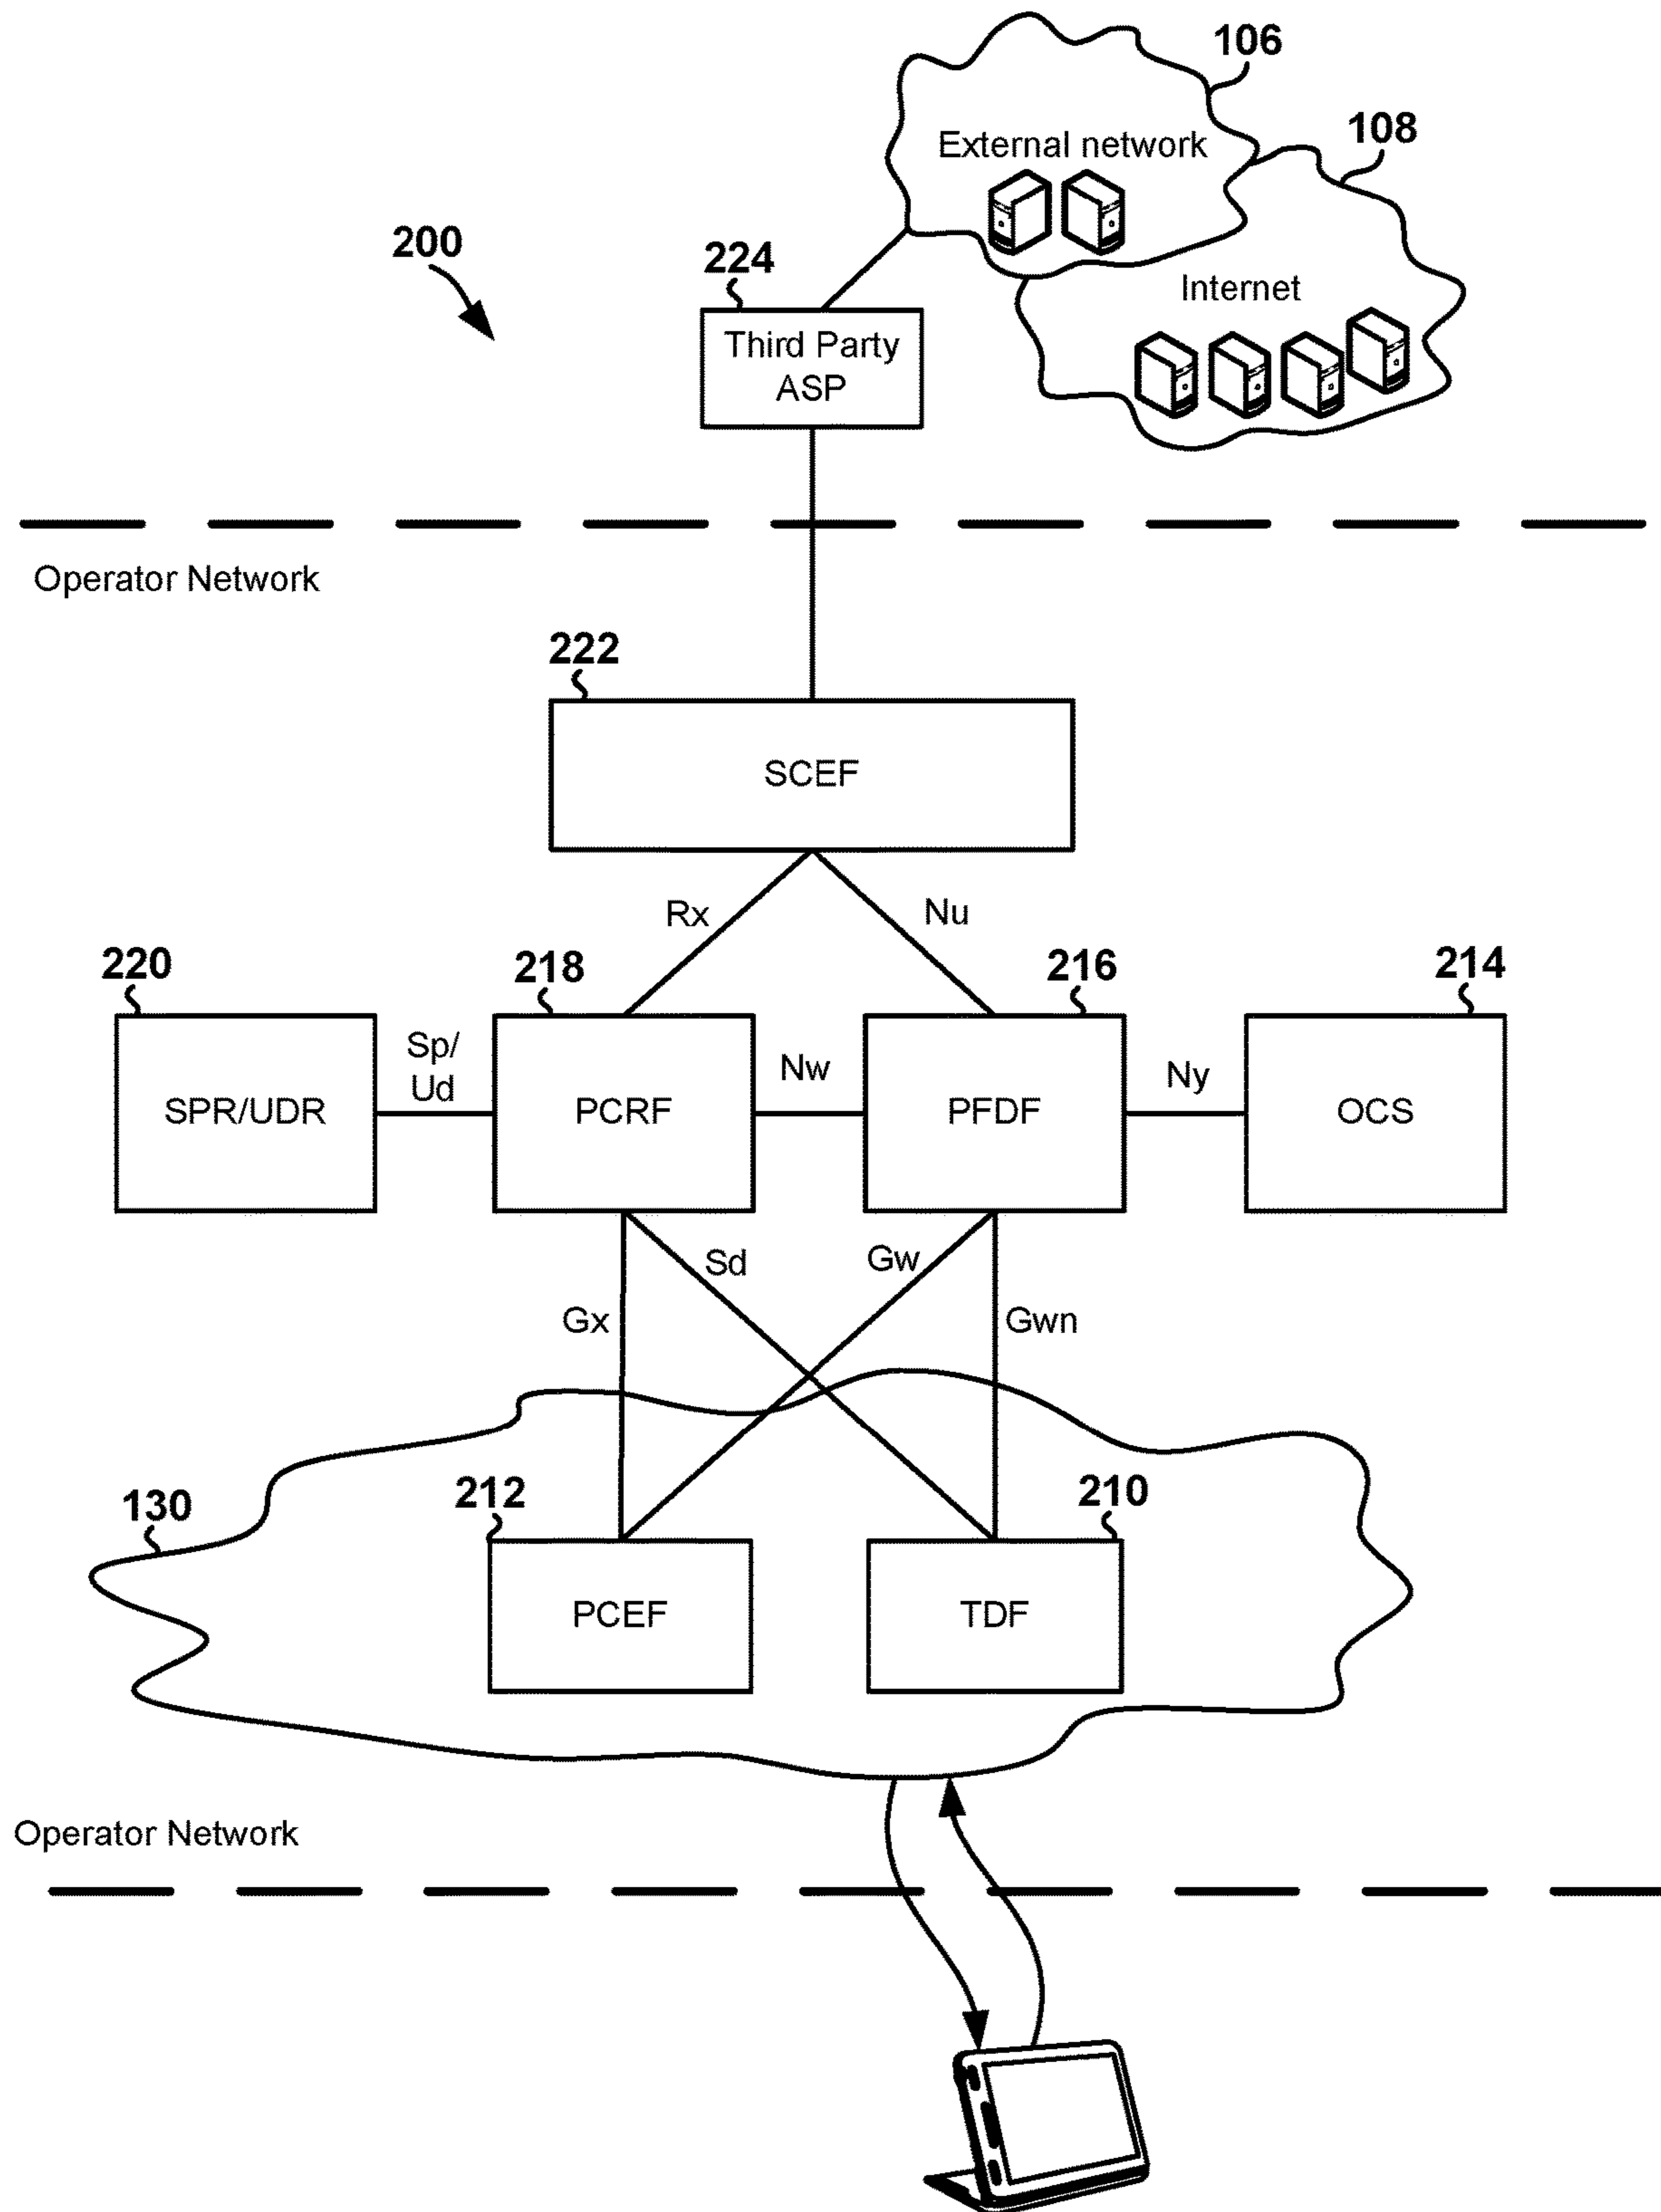 106
External network
108
200
224
Internet
Third Party
ASP
Operator Network
222
SCEF
Rx
Nu
220
218
216
214
Sp/
Ud
Nw
Ny
SPR/UDR
PCRF
PFDF
OCS
Sd
Gw
Gx
Gwn
130
212
210
PCEF
TDF
Operator Network